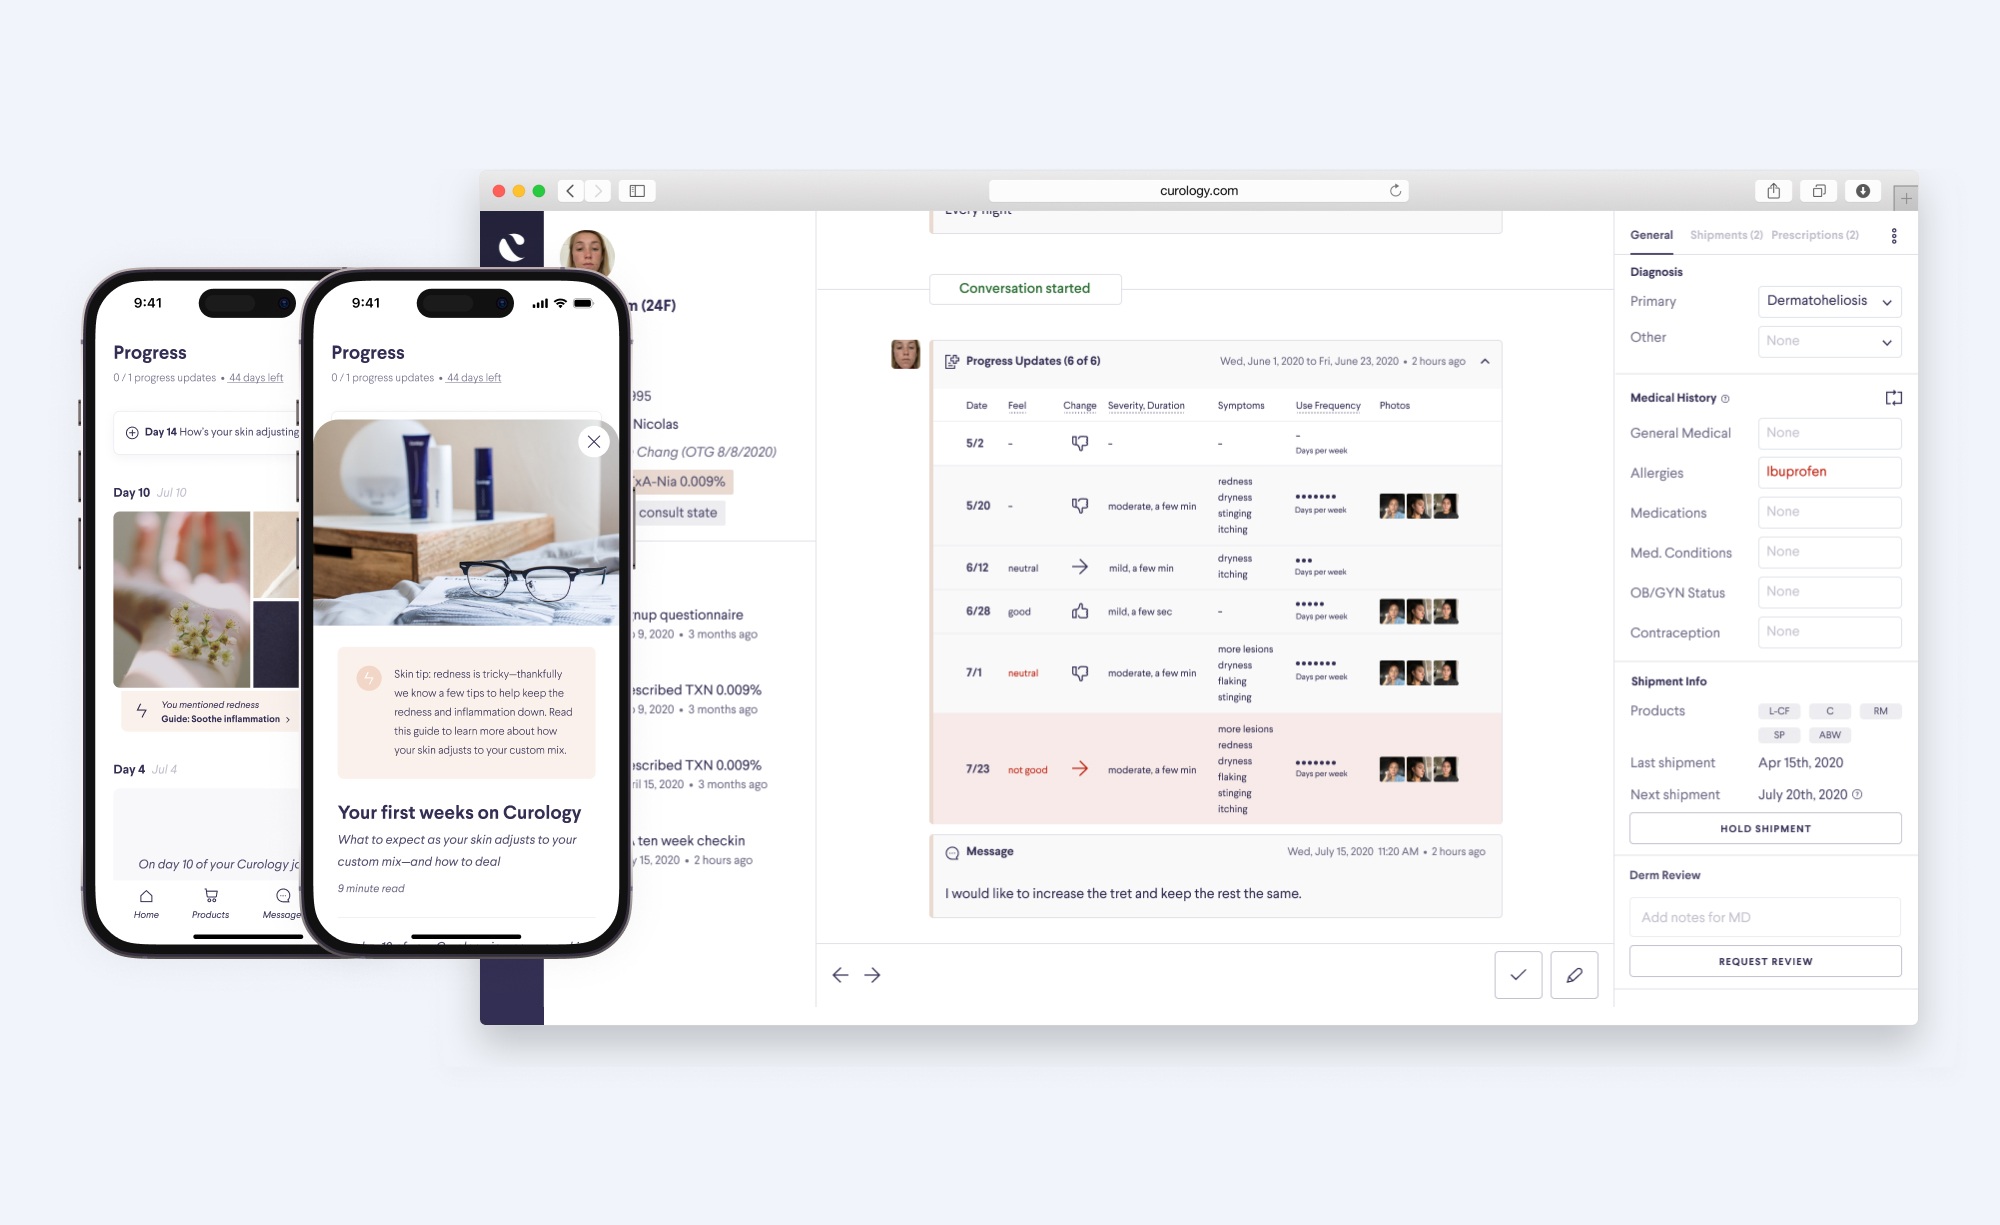 9:41
Progress
0 / 1 progress updates • 44 days left
Day 14 How's your skin adjusting
Day 10 Jul 10
You mentioned redness
Guide: Soothe inflammation
Day 4 Jul 4
On day 10 of your Curology
Home
Products
Message
9:41
Progress
0 / 1 progress updates • 44 days left
Skin tip: redness is tricky—thankfully
we know a few tips to help keep the
redness and inflammation down. Read
this guide to learn more about how
your skin adjusts to your custom mix.
Your first weeks on Curology
What to expect as your skin adjusts to your
custom mix—and how to deal
9 minute read
curology.com
(24F)
995
Nicolas
Chang (OTG 8/8/2020)
xA-Nia 0.009%
consult state
nup questionnaire
9, 2020 • 3 months ago
escribed TXN 0.009%
9, 2020 • 3 months ago
escribed TXN 0.009%
ril 15, 2020 • 3 months ago
ten week checkin
y 15, 2020 • 2 hours ago
Every night
Conversation started
Progress Updates (6 of 6)
Wed, June 1, 2020 to Fri, June 23, 2020 • 2 hours ago
Date Feel Change Severity, Duration Symptoms Use Frequency Photos
5/2 - - - -
Days per week
5/20 - moderate, a few min
redness
dryness
stinging
itching
Days per week
6/12 neutral mild, a few min
dryness
itching
Days per week
6/28 good mild, a few sec -
Days per week
7/1 neutral moderate, a few min
more lesions
dryness
flaking
stinging
Days per week
7/23 not good moderate, a few min
more lesions
redness
dryness
flaking
stinging
itching
Days per week
Message
Wed, July 15, 2020 11:20 AM • 2 hours ago
I would like to increase the tret and keep the rest the same.
General Shipments (2) Prescriptions (2)
Diagnosis
Primary Dermatoheliosis
Other None
Medical History
General Medical None
Allergies Ibuprofen
Medications None
Med. Conditions None
OB/GYN Status None
Contraception None
Shipment Info
Products L-CF C RM
SP ABW
Last shipment Apr 15th, 2020
Next shipment July 20th, 2020
HOLD SHIPMENT
Derm Review
Add notes for MD
REQUEST REVIEW